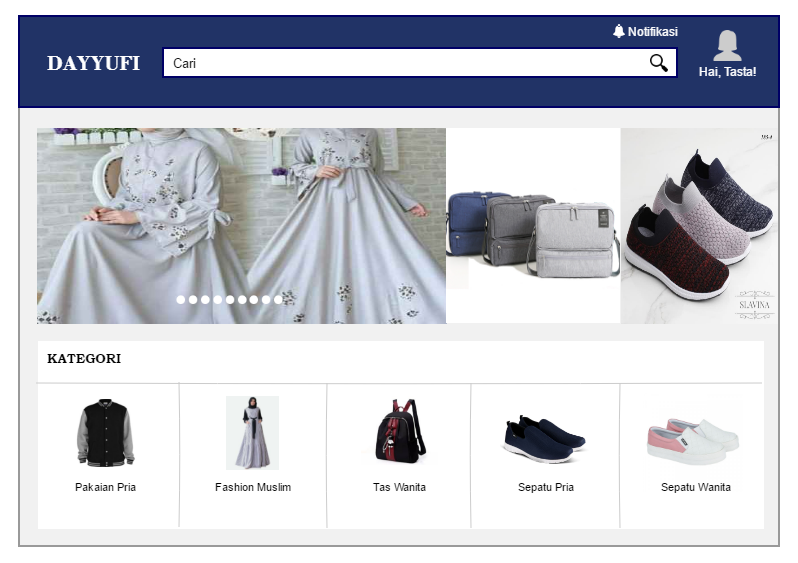 Notifikasi
DAYYUFI
Cari
Hai, Tasta!
SLAVINA
KATEGORI
Pakaian Pria
Fashion Muslim
Tas Wanita
Sepatu Pria
Sepatu Wanita